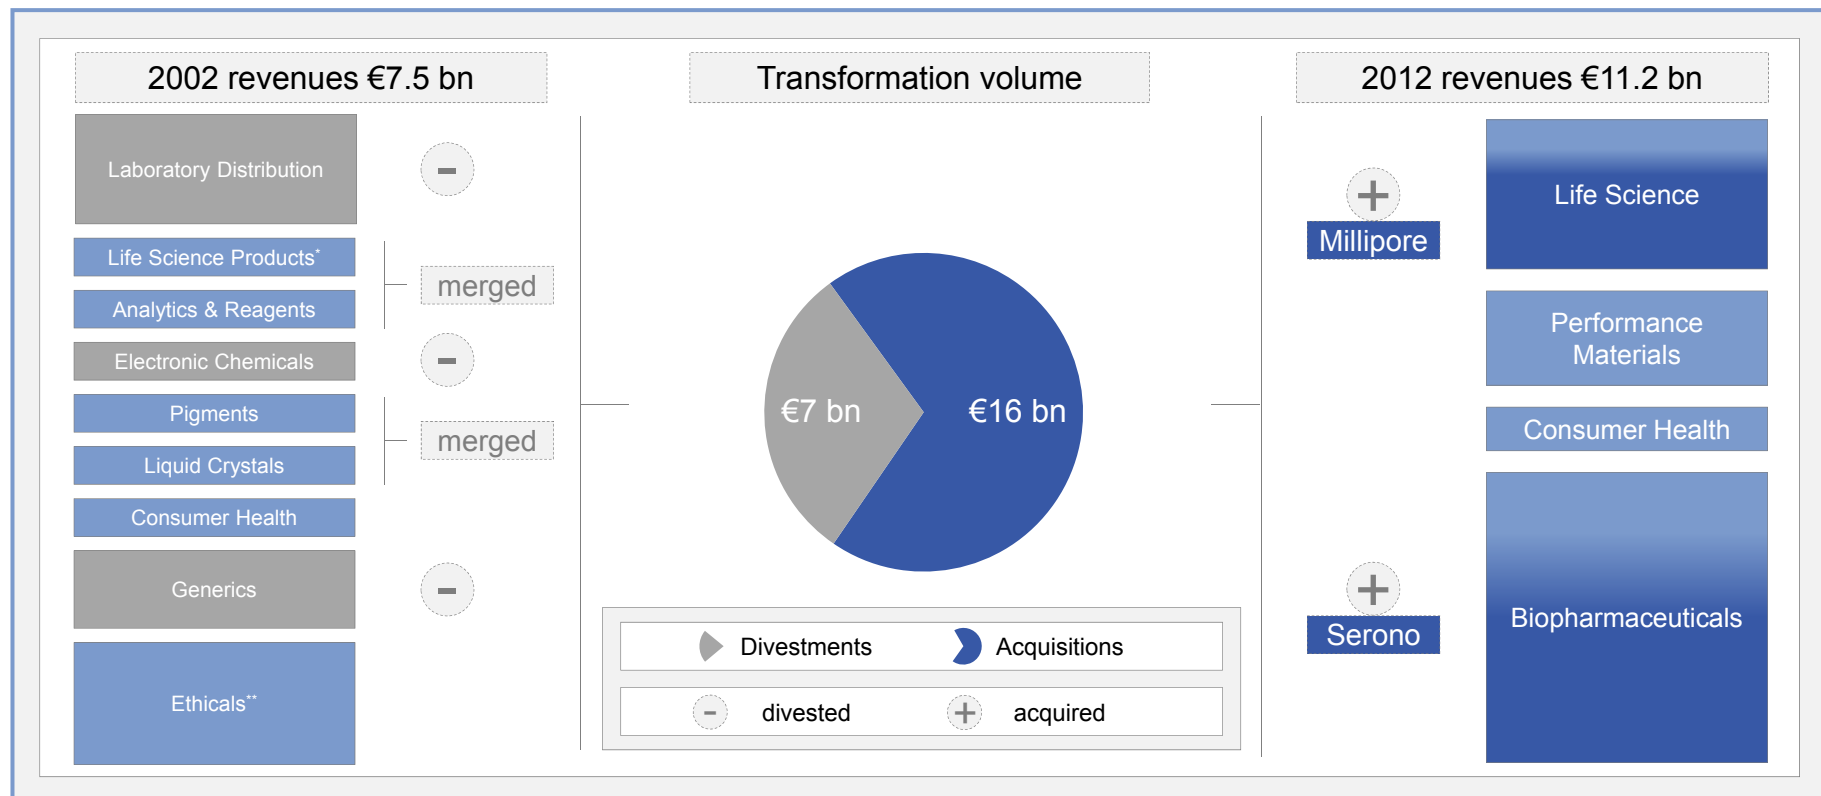 2002 revenues €7.5 bn
Transformation volume
2012 revenues €11.2 bn
Laboratory Distribution
-
Life Science Products*
Analytics & Reagents
merged
Electronic Chemicals
-
Pigments
Liquid Crystals
merged
Consumer Health
Generics
-
Ethicals**
€7 bn
€16 bn
Divestments
Acquisitions
- divested
+ acquired
+
Millipore
Life Science
Performance
Materials
Consumer Health
+
Serono
Biopharmaceuticals